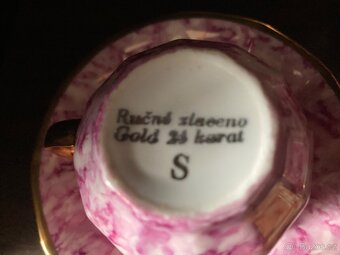 Ručně zlaceno
Gold 24 karat
S